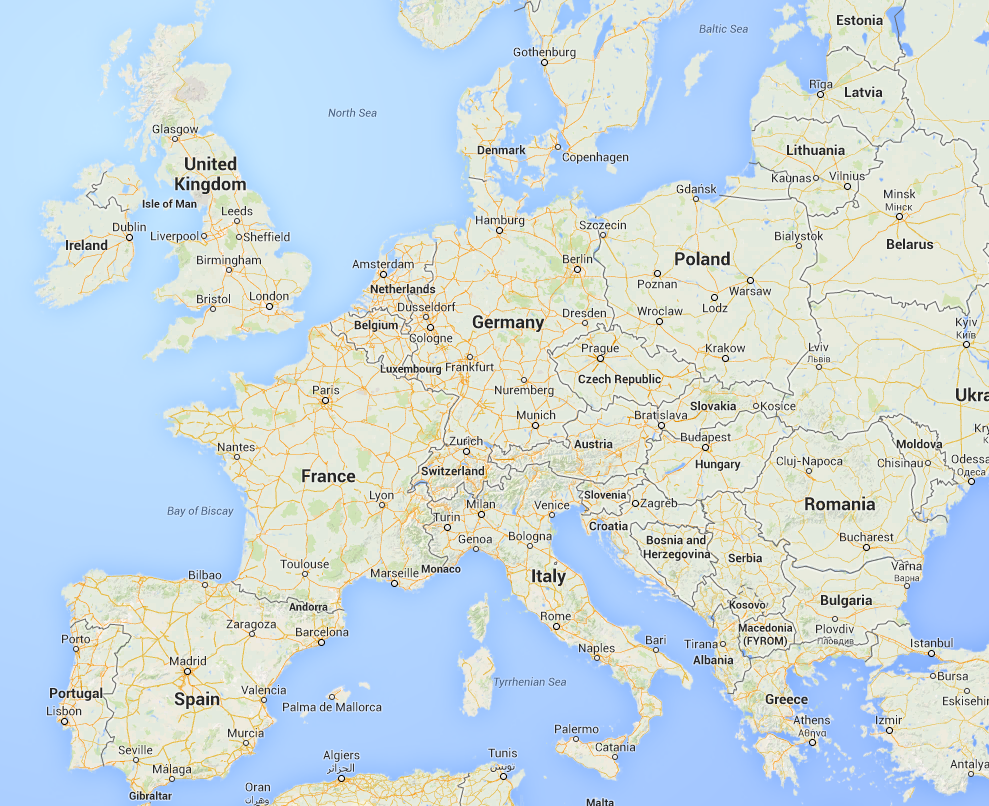 Estonia
Baltic Sea
Gothenburg
Rīga
Latvia
North Sea
Glasgow
Denmark
Copenhagen
Lithuania
United
Kingdom
Kaunas
Vilnius
Gdańsk
Minsk
Мінск
Isle of Man
Leeds
Dublin
Liverpool
Sheffield
Hamburg
Szczecin
Ireland
Bialystok
Belarus
Birmingham
Amsterdam
Berlin
Poland
Poznan
Warsaw
Netherlands
Bristol
London
Dusseldorf
Lodz
Belgium
Germany
Dresden
Wroclaw
Cologne
Kyiv
Київ
Prague
Krakow
Lviv
Львів
Luxembourg
Frankfurt
Czech Republic
Paris
Nuremberg
Ukra
Slovakia
Kosice
Munich
Bratislava
Kry
Кі
Nantes
Zurich
Austria
Budapest
Moldova
Switzerland
Hungary
Cluj-Napoca
Chisinau
Odessa
Одеса
France
Lyon
Milan
Venice
Slovenia
Zagreb
Romania
Bay of Biscay
Turin
Croatia
Genoa
Bologna
Bosnia and
Herzegovina
Bucharest
Serbia
Toulouse
Marseille
Monaco
Italy
Varna
Варна
Bilbao
Andorra
Kosovo
Bulgaria
Zaragoza
Barcelona
Rome
Macedonia
(FYROM)
Plovdiv
Пловдив
Porto
Bari
Tirana
Istanbul
Naples
Albania
Madrid
Bursa
Portugal
Spain
Valencia
Palma de Mallorca
Tyrrhenian Sea
Greece
Eskisehir
Lisbon
Murcia
Palermo
Athens
Αθήνα
Izmir
Seville
Catania
Málaga
Algiers
الجزائر
Tunis
تونس
Antalya
Gibraltar
Oran
وهران
Malta